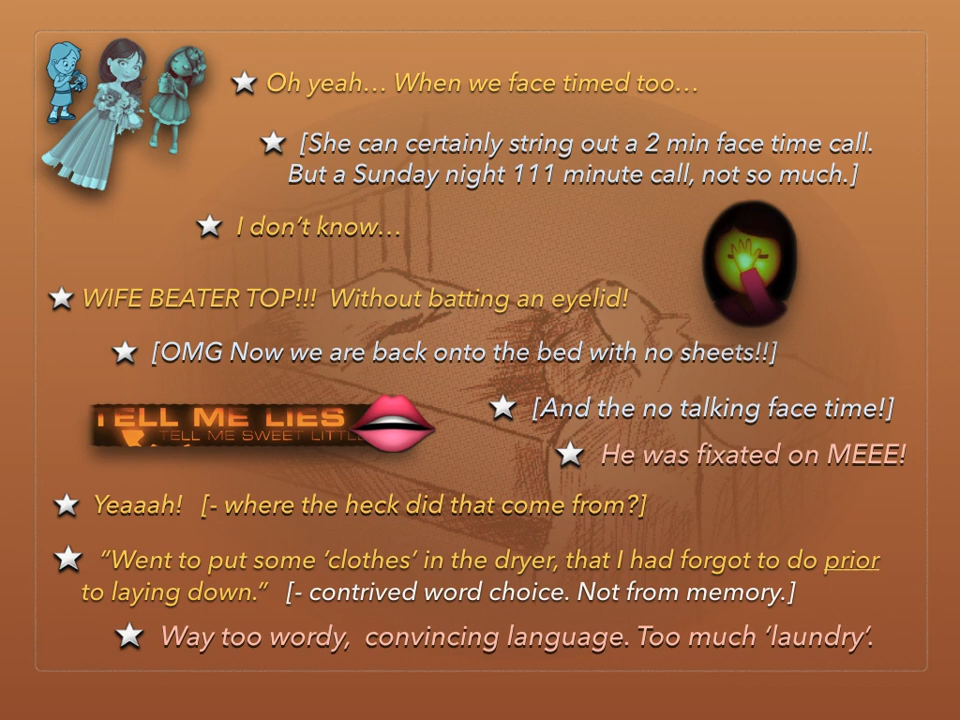 Oh yeah… When we face timed too…
[She can certainly string out a 2 min face time call.
But a Sunday night 111 minute call, not so much.]
I don’t know…
WIFE BEATER TOP!!!  Without batting an eyelid!
[OMG Now we are back onto the bed with no sheets!!]
TELL ME LIES
TELL ME SWEET LITTL
[And the no talking face time!]
He was fixated on MEEE!
Yeaaah!   [- where the heck did that come from?]
“Went to put some ‘clothes’ in the dryer, that I had forgot to do prior
to laying down.”   [- contrived word choice. Not from memory.]
Way too wordy,  convincing language. Too much ‘laundry’.